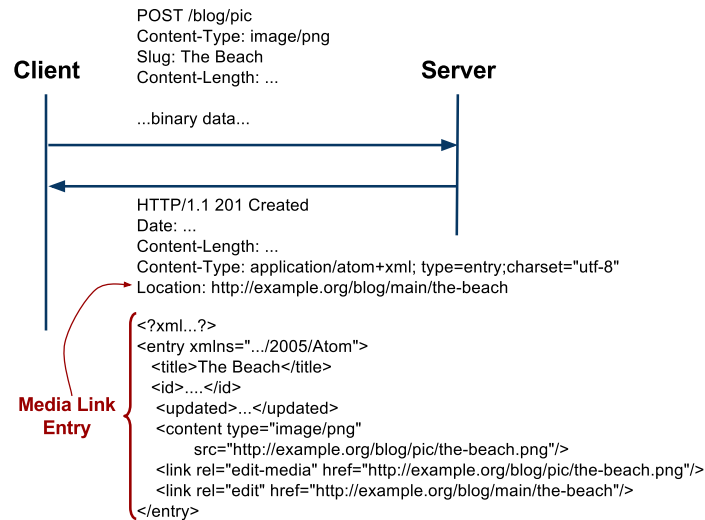 POST /blog/pic
Content-Type: image/png
Slug: The Beach
Content-Length: ...
Client
Server
...binary data...
HTTP/1.1 201 Created
Date: ...
Content-Length: ...
Content-Type: application/atom+xml; type=entry;charset="utf-8"
Location: http://example.org/blog/main/the-beach
<?xml...?>
<entry xmlns=".../2005/Atom">
<title>The Beach</title>
<id>....</id>
<updated>...</updated>
<content type="image/png"
src="http://example.org/blog/pic/the-beach.png"/>
<link rel="edit-media" href="http://example.org/blog/pic/the-beach.png"/>
<link rel="edit" href="http://example.org/blog/main/the-beach"/>
</entry>
Media Link
Entry